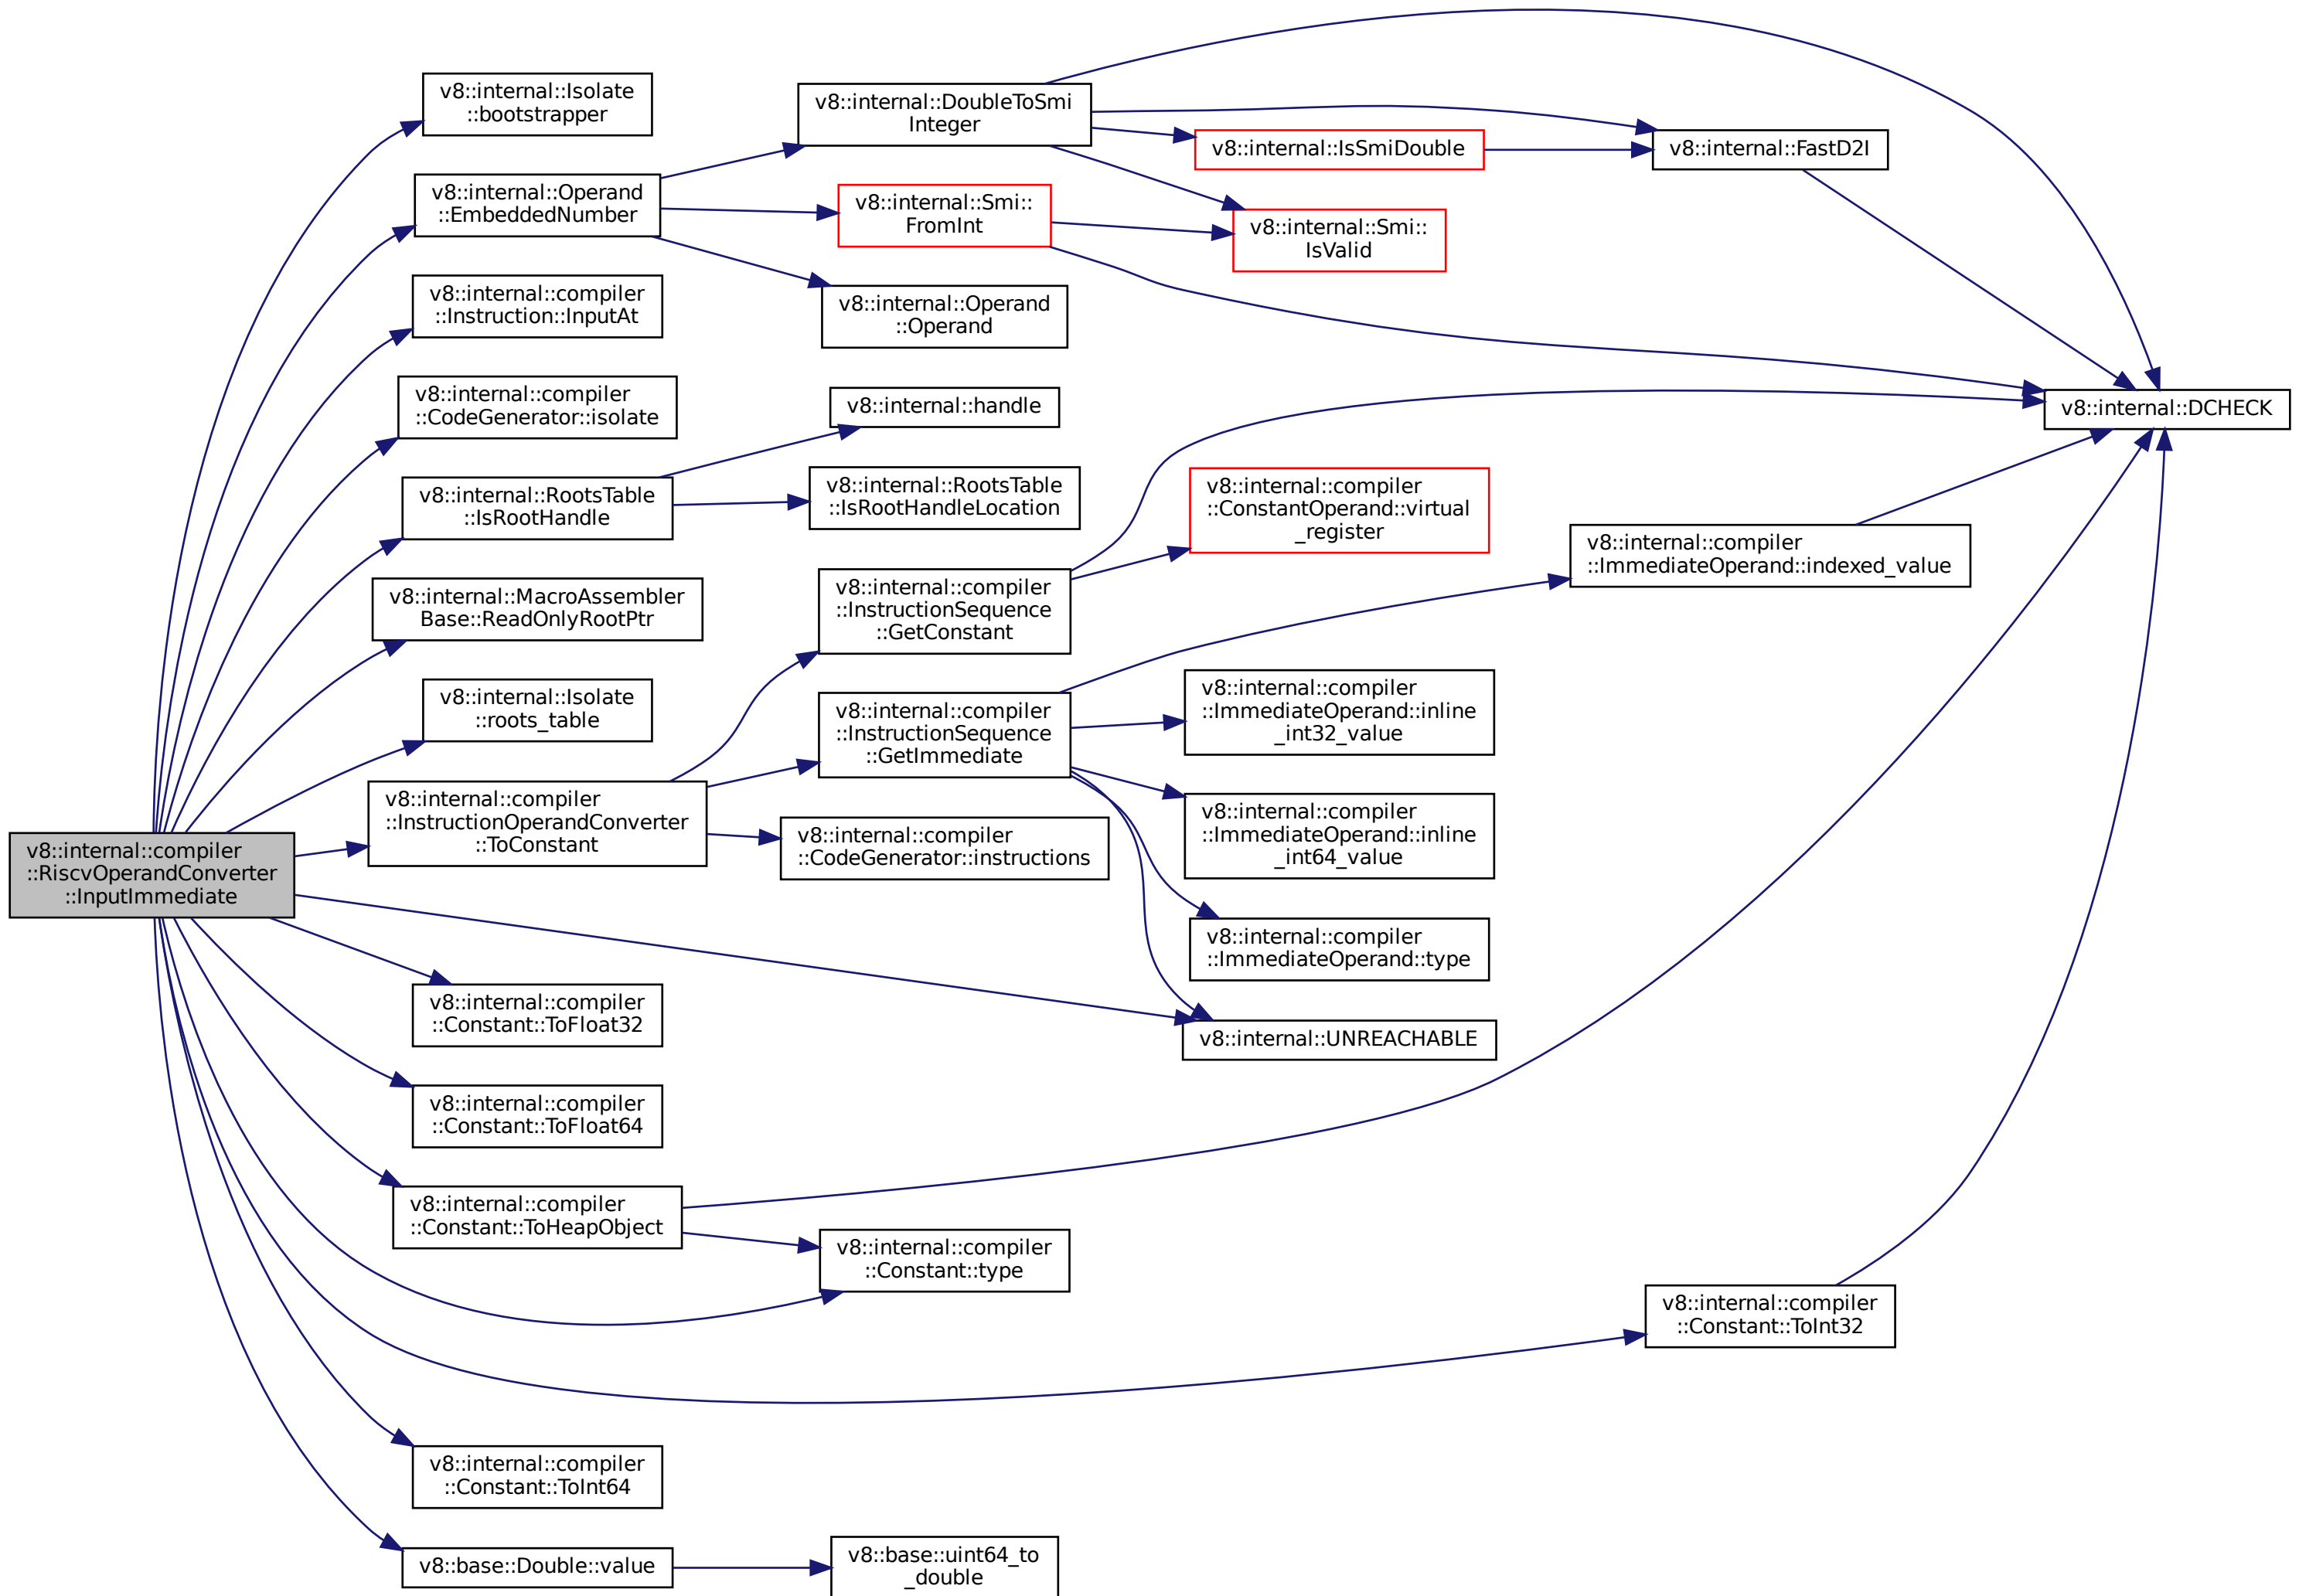 v8::internal::compiler
::RiscvOperandConverter
::InputImmediate
v8::internal::Isolate
::bootstrapper
v8::internal::Operand
::EmbeddedNumber
v8::internal::compiler
::Instruction::InputAt
v8::internal::compiler
::CodeGenerator::isolate
v8::internal::RootsTable
::IsRootHandle
v8::internal::MacroAssembler
Base::ReadOnlyRootPtr
v8::internal::Isolate
::roots_table
v8::internal::compiler
::InstructionOperandConverter
::ToConstant
v8::internal::compiler
::Constant::ToFloat32
v8::internal::compiler
::Constant::ToFloat64
v8::internal::compiler
::Constant::ToHeapObject
v8::internal::compiler
::Constant::ToInt64
v8::base::Double::value
v8::internal::DoubleToSmi
Integer
v8::internal::Smi::
FromInt
v8::internal::Operand
::Operand
v8::internal::handle
v8::internal::RootsTable
::IsRootHandleLocation
v8::internal::compiler
::InstructionSequence
::GetConstant
v8::internal::compiler
::InstructionSequence
::GetImmediate
v8::internal::compiler
::CodeGenerator::instructions
v8::internal::compiler
::Constant::type
v8::base::uint64_to
_double
v8::internal::IsSmiDouble
v8::internal::Smi::
IsValid
v8::internal::compiler
::ConstantOperand::virtual
_register
v8::internal::compiler
::ImmediateOperand::inline
_int32_value
v8::internal::compiler
::ImmediateOperand::inline
_int64_value
v8::internal::compiler
::ImmediateOperand::type
v8::internal::UNREACHABLE
v8::internal::FastD2I
v8::internal::compiler
::ImmediateOperand::indexed_value
v8::internal::compiler
::Constant::ToInt32
v8::internal::DCHECK